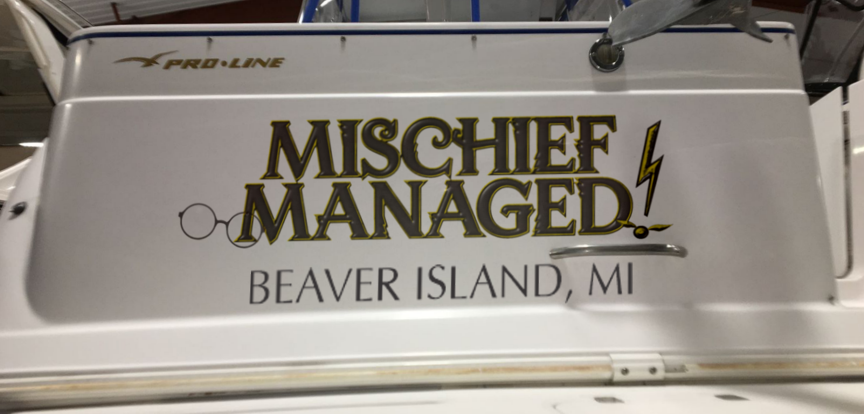 PRO-LINE
MISCHIEF
MANAGED!
BEAVER ISLAND, MI